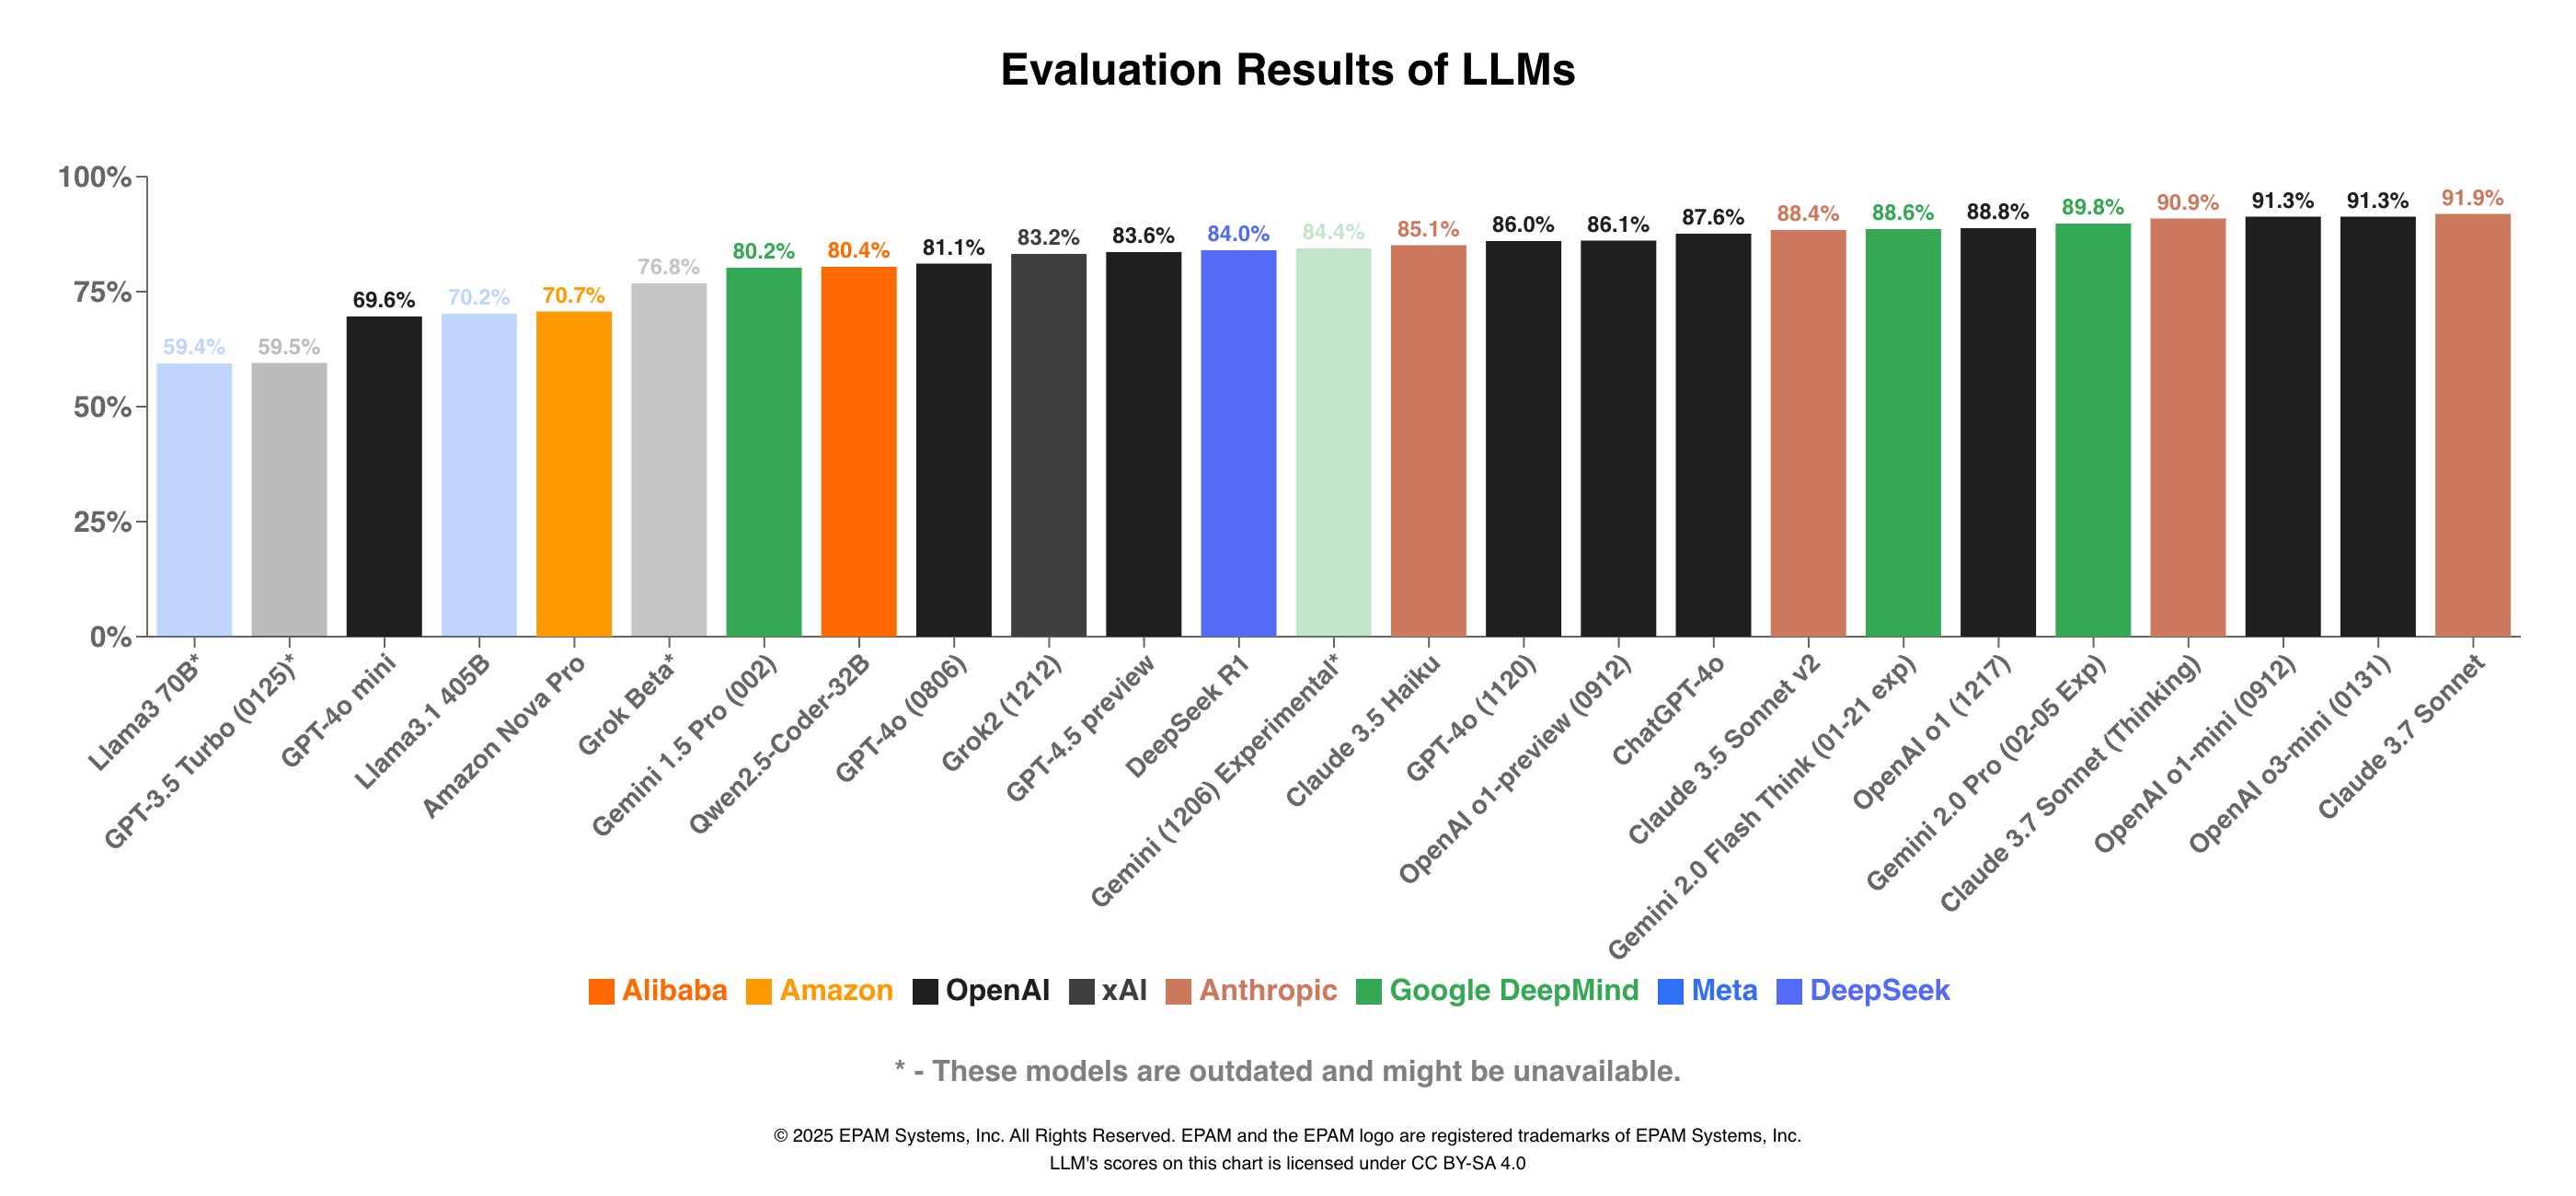 Evaluation Results of LLMs
100%
75%
50%
25%
0%
59.4%
59.5%
69.6%
70.2%
70.7%
76.8%
80.2%
80.4%
81.1%
83.2%
83.6%
84.0%
84.4%
85.1%
86.0%
86.1%
87.6%
88.4%
88.6%
88.8%
89.8%
90.9%
91.3%
91.3%
91.9%
Llama3 70B*
GPT-3.5 Turbo (0125)*
GPT-4o mini
Llama3.1 405B
Amazon Nova Pro
Grok Beta*
Gemini 1.5 Pro (002)
Qwen2.5-Coder-32B
GPT-4o (0806)
Grok2 (1212)
GPT-4.5 preview
DeepSeek R1
Gemini (1206) Experimental*
Claude 3.5 Haiku
GPT-4o (1120)
OpenAI o1-preview (0912)
ChatGPT-4o
Claude 3.5 Sonnet v2
Gemini 2.0 Flash Think (01-21 exp)
OpenAI o1 (1217)
Gemini 2.0 Pro (02-05 Exp)
Claude 3.7 Sonnet (Thinking)
OpenAI o1-mini (0912)
OpenAI o3-mini (0131)
Claude 3.7 Sonnet
Alibaba Amazon OpenAI xAI Anthropic Google DeepMind Meta DeepSeek
* - These models are outdated and might be unavailable.
© 2025 EPAM Systems, Inc. All Rights Reserved. EPAM and the EPAM logo are registered trademarks of EPAM Systems, Inc.
LLM's scores on this chart is licensed under CC BY-SA 4.0